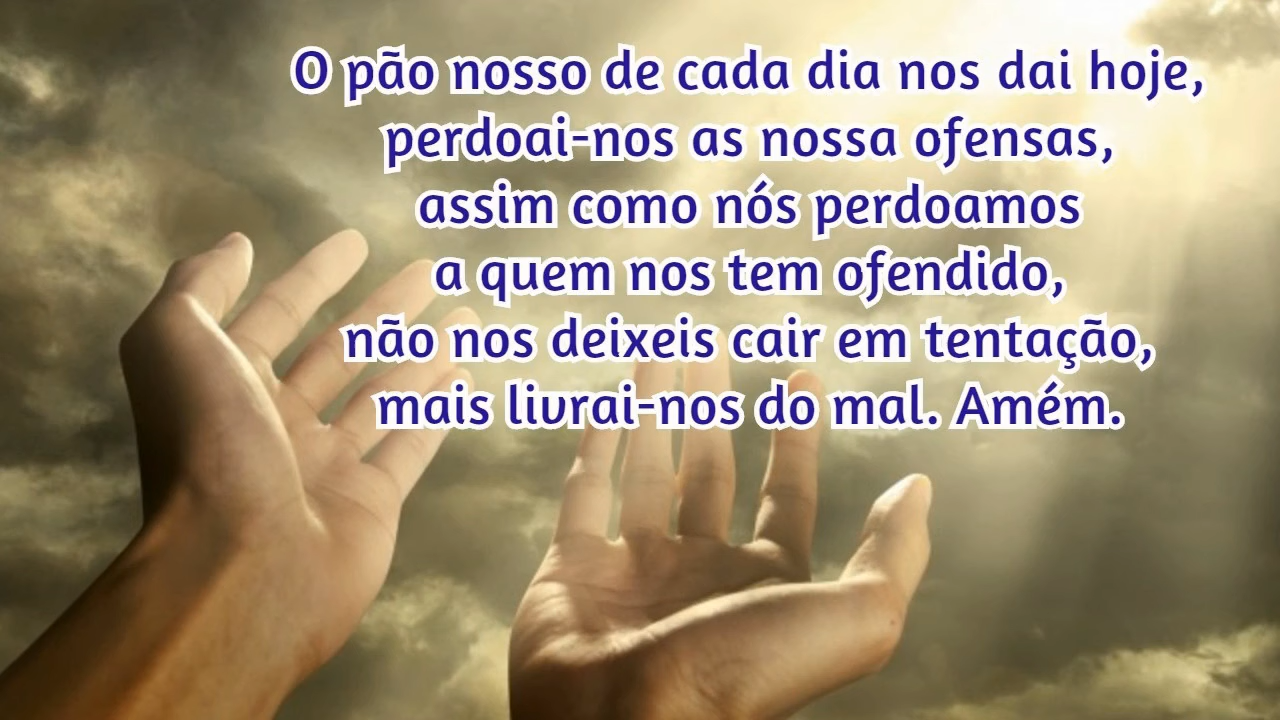 O pão nosso de cada dia nos dai hoje,
perdoai-nos as nossa ofensas,
assim como nós perdoamos
a quem nos tem ofendido,
não nos deixeis cair em tentação,
mais livrai-nos do mal. Amém.